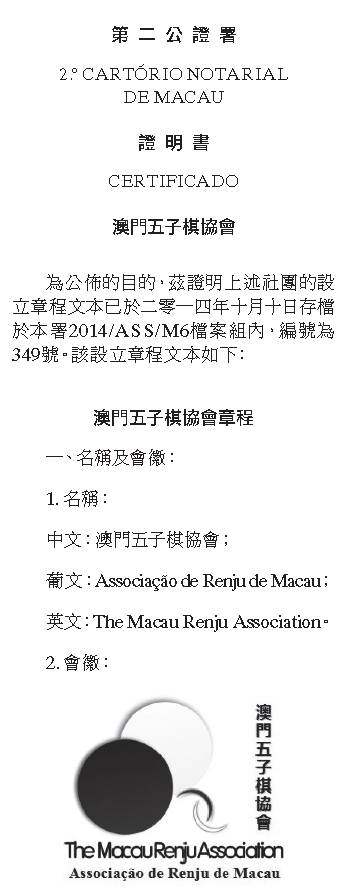 第二公證署
2.º CARTÓRIO NOTARIAL
DE MACAU
證明書
CERTIFICADO
澳門五子棋協會
為公佈的目的，茲證明上述社團的設
立章程文本已於二零一四年十月十日存檔
於本署2014/ASS/M6檔案組內，編號為
349號。該設立章程文本如下：
澳門五子棋協會章程
一、名稱及會徽：
1. 名稱：
中文：澳門五子棋協會；
葡文：Associação de Renju de Macau；
英文：The Macau Renju Association。
2. 會徽：
澳門五子棋協會
The Macau Renju Association
Associação de Renju de Macau